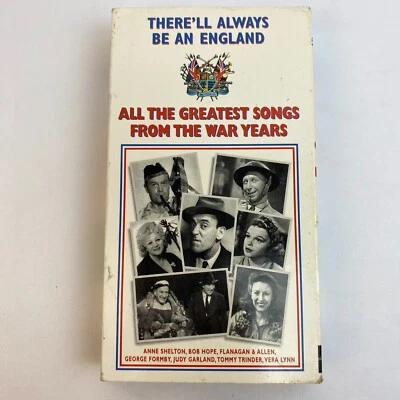 THERE'LL ALWAYS
BE AN ENGLAND
ALL THE GREATEST SONGS
FROM THE WAR YEARS
ANNE SHELTON, BOB HOPE, FLANAGAN & ALLEN,
GEORGE FORMBY, JUDY GARLAND, TOMMY TRINDER, VERA LYNN